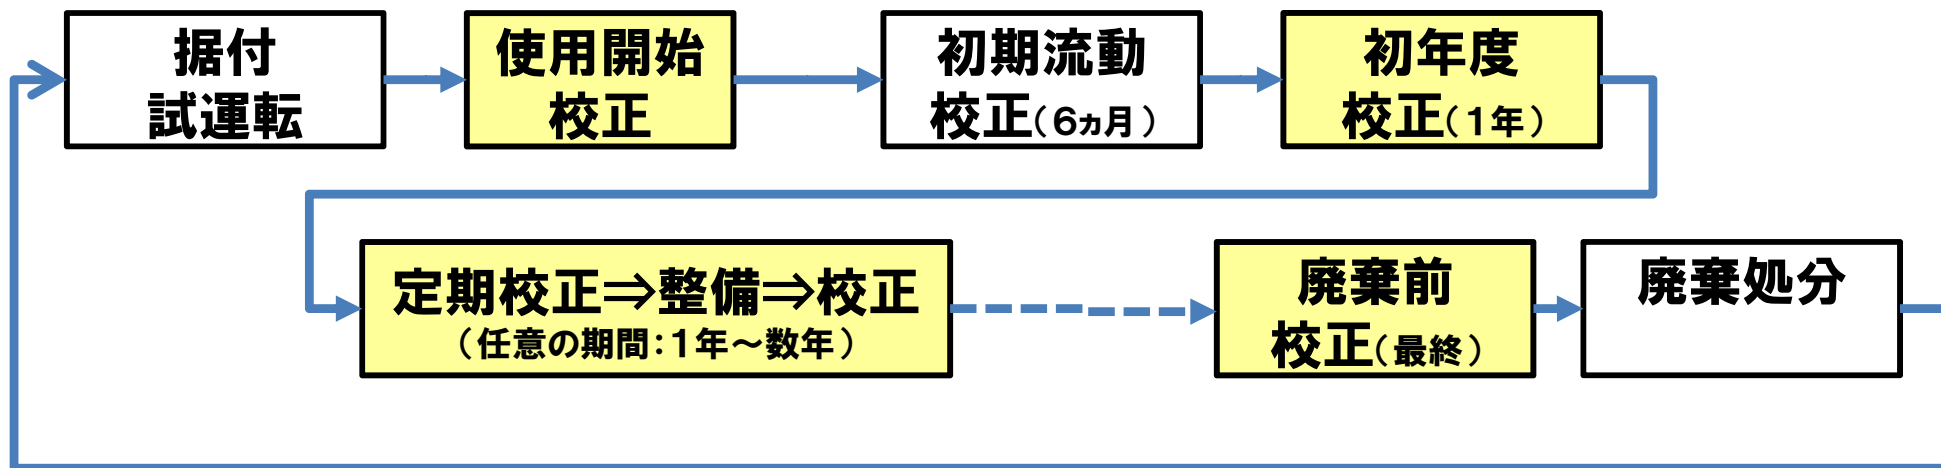 据付
試運転
使用開始
校正
初期流動
校正(6ヵ月)
初年度
校正(1年)
定期校正⇒整備⇒校正
(任意の期間:1年～数年)
廃棄前
校正(最終)
廃棄処分